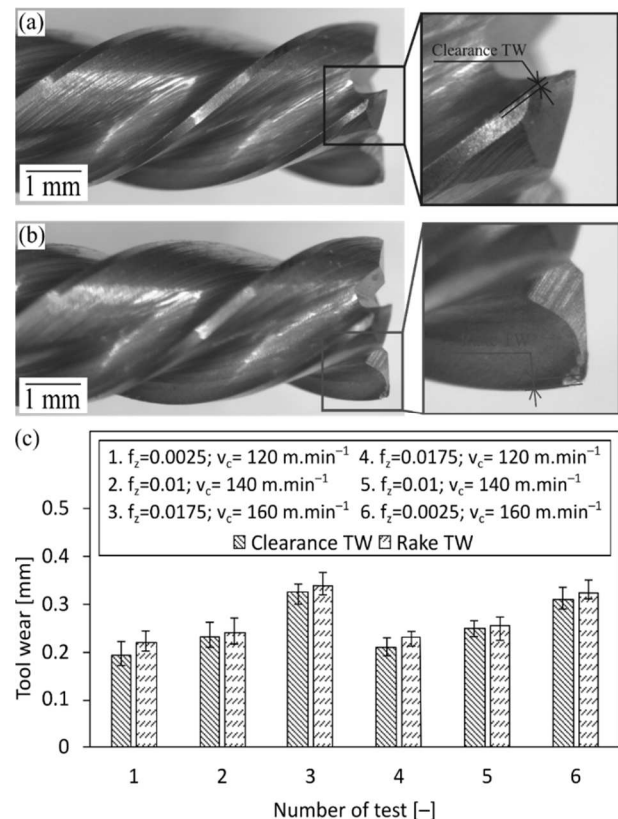 (a)
Clearance TW
1 mm
(b)
TW
1 mm
(c)
1. f_z=0.0025; v_c= 120 m.min⁻¹ 4. f_z=0.0175; v_c= 120 m.min⁻¹
2. f_z=0.01; v_c= 140 m.min⁻¹ 5. f_z=0.01; v_c= 140 m.min⁻¹
3. f_z=0.0175; v_c= 160 m.min⁻¹ 6. f_z=0.0025; v_c= 160 m.min⁻¹
Clearance TW Rake TW
Tool wear [mm]
0.5
0.4
0.3
0.2
0.1
0
1 2 3 4 5 6
Number of test [–]